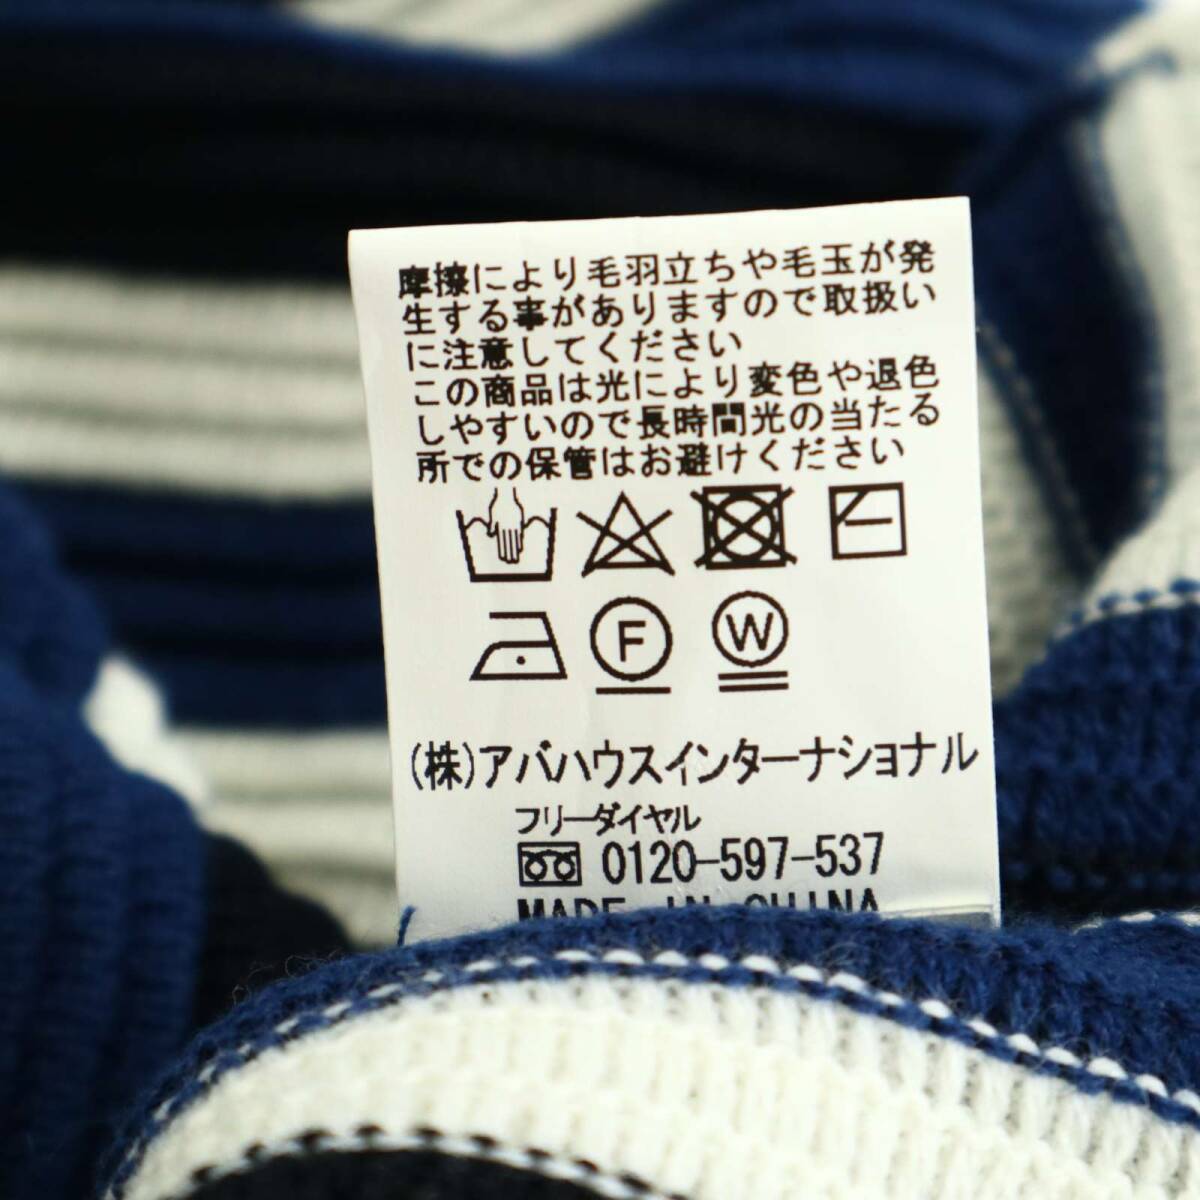 摩擦により毛羽立ちや毛玉が発
生する事がありますので取扱い
に注意してください
この商品は光により変色や退色
しやすいので長時間光の当たる
所での保管はお避けください
F
W
(株)アバハウスインターナショナル
フリーダイヤル
0120-597-537
MADE IN CHINA